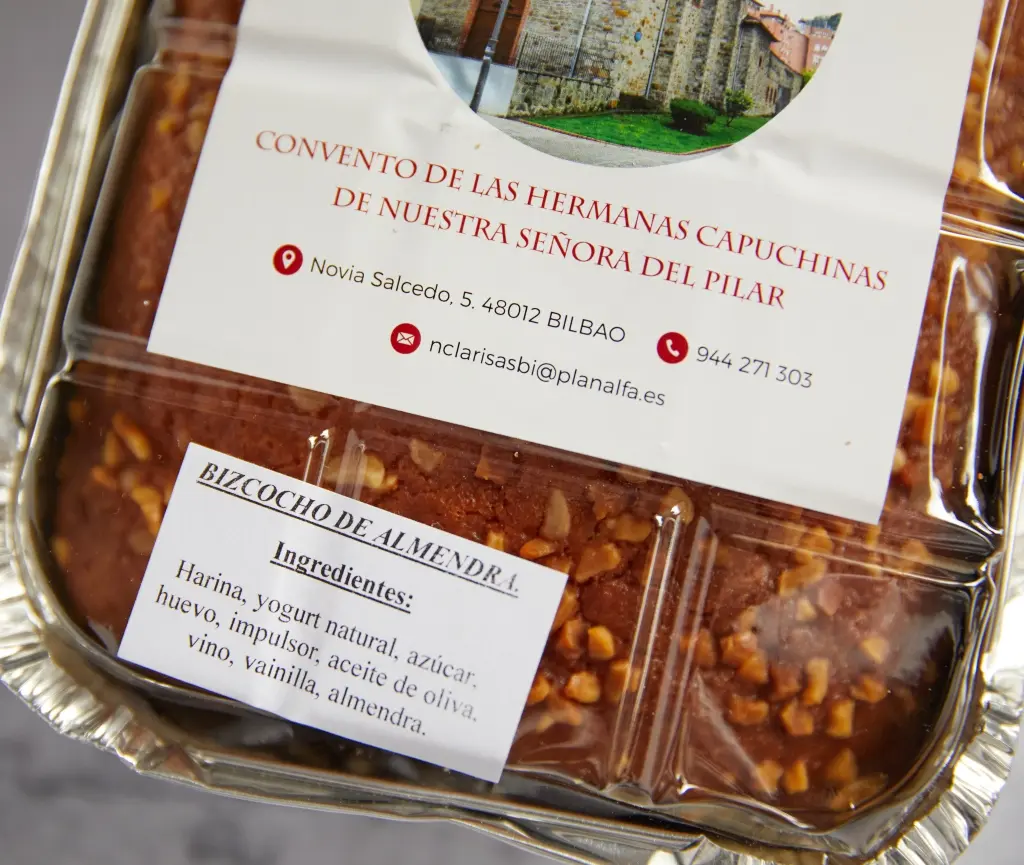 CONVENTO DE LAS HERMANAS CAPUCHINAS
DE NUESTRA SEÑORA DEL PILAR
Novia Salcedo, 5. 48012 BILBAO
944 271 303
nclarisasbi@planalfa.es
BIZCOCHO DE ALMENDRA.
Ingredientes:
Harina, yogurt natural, azúcar.
huevo, impulsor, aceite de oliva.
vino, vainilla, almendra.